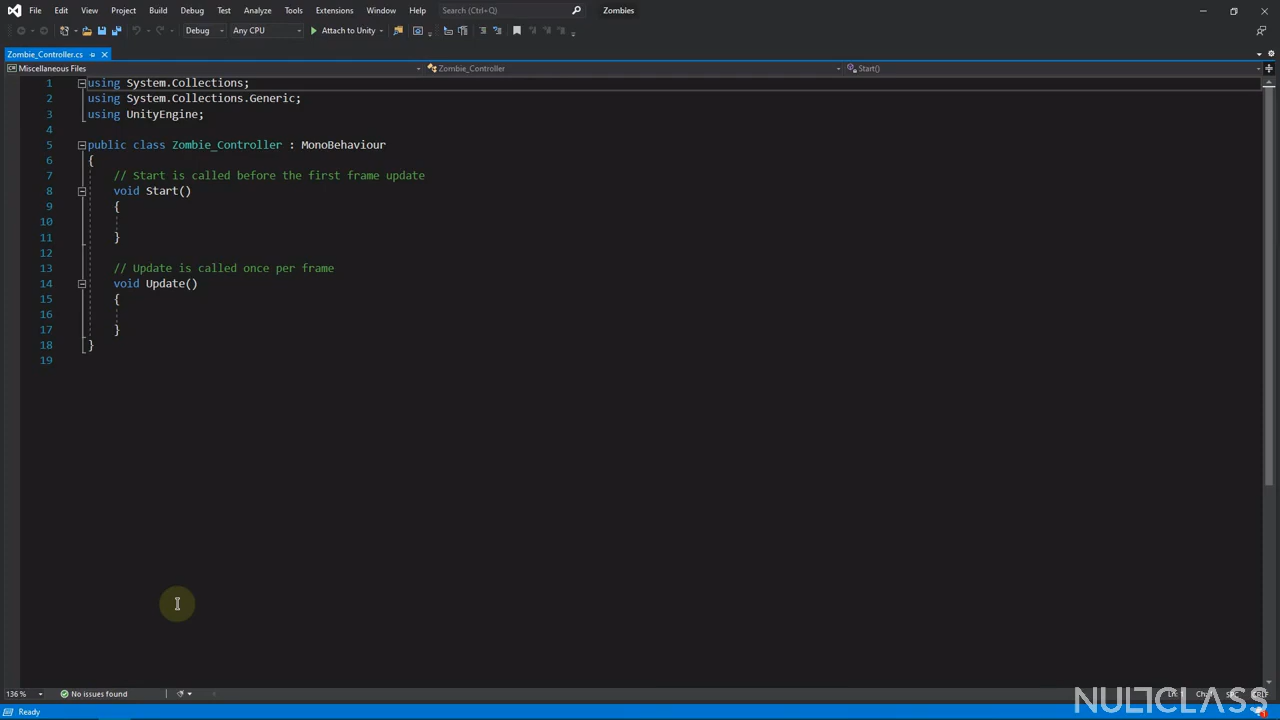 File Edit View Project Build Debug Test Analyze Tools Extensions Window Help Search (Ctrl+Q) Zombies
Debug Any CPU Attach to Unity
Zombie_Controller.cs
Miscellaneous Files Zombie_Controller Start()
1 using System.Collections;
2 using System.Collections.Generic;
3 using UnityEngine;
4
5 public class Zombie_Controller : MonoBehaviour
6 {
7 // Start is called before the first frame update
8 void Start()
9 {
10
11 }
12
13 // Update is called once per frame
14 void Update()
15 {
16
17 }
18 }
19
136 % No issues found
Ready